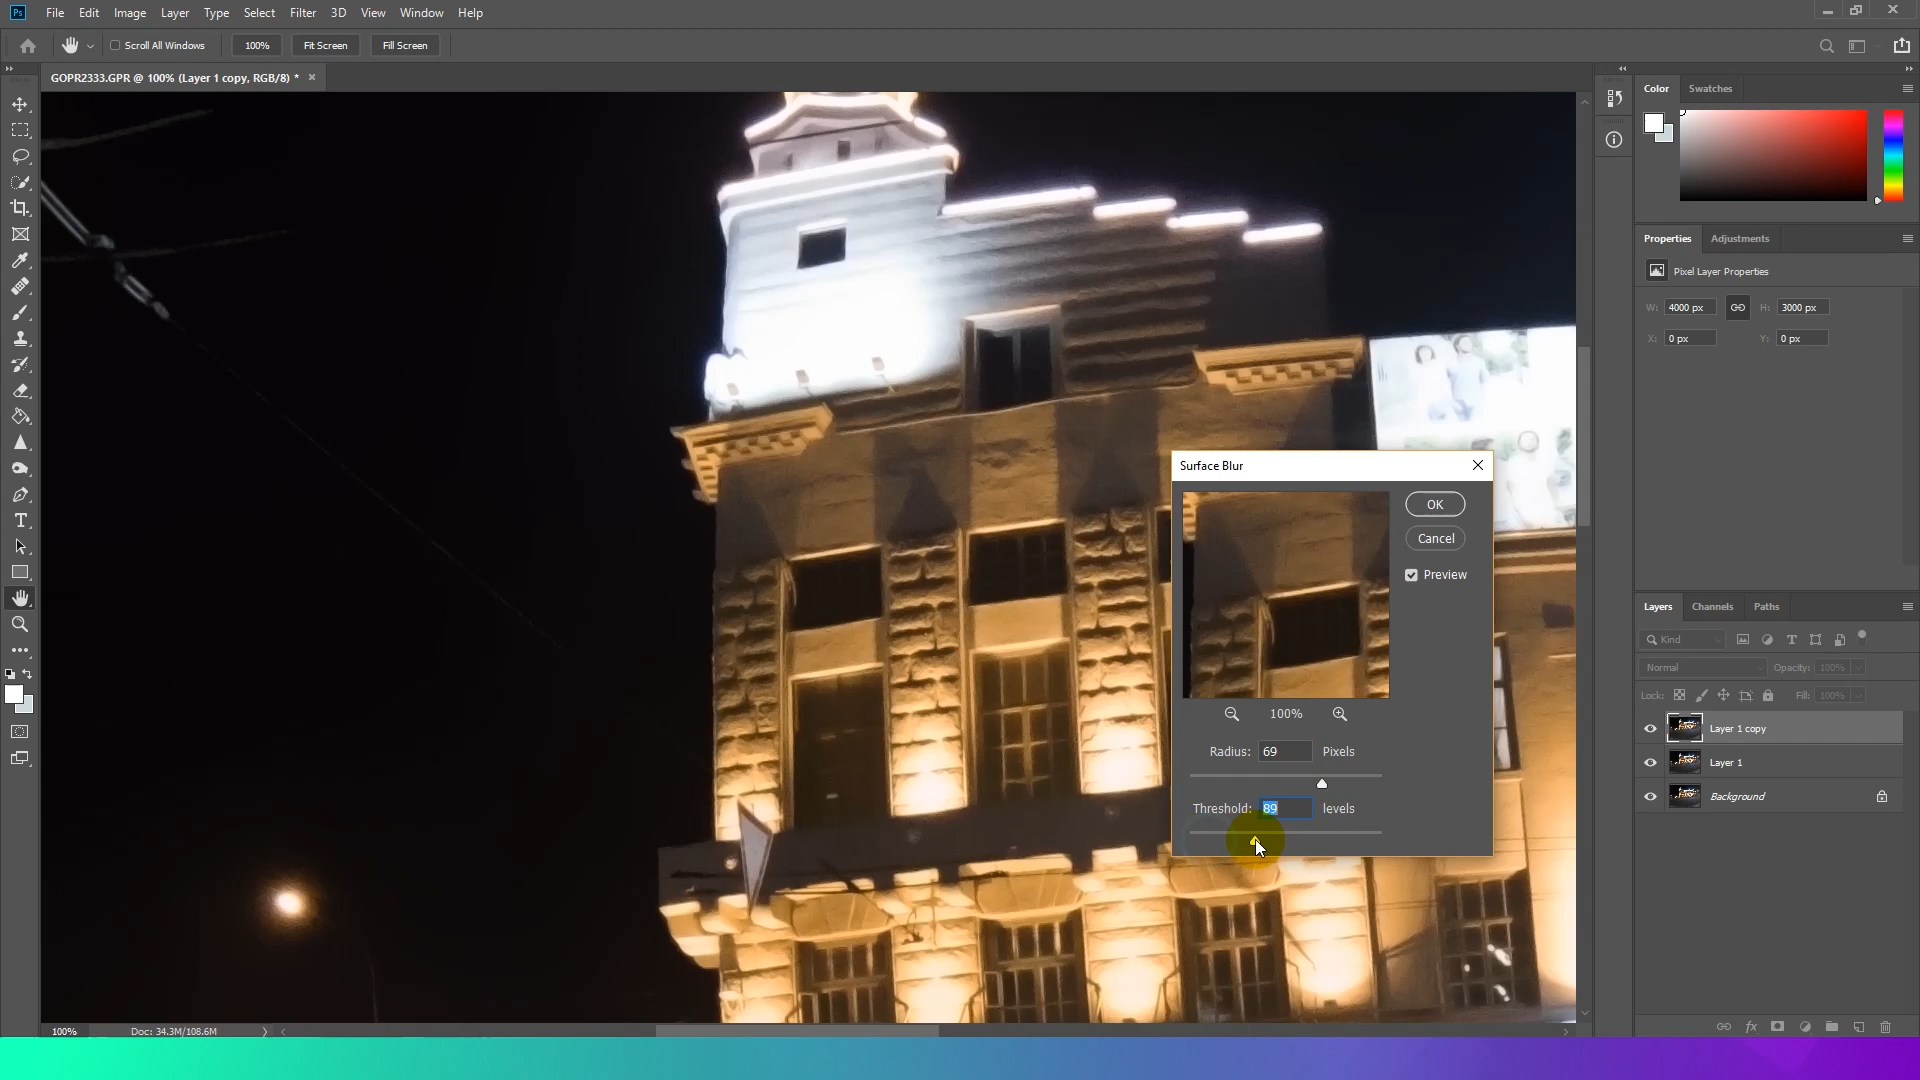 Ps File Edit Image Layer Type Select Filter 3D View Window Help
Scroll All Windows 100% Fit Screen Fill Screen
GOPR2333.GPR @ 100% (Layer 1 copy, RGB/8) *
Color Swatches
Properties Adjustments
Pixel Layer Properties
W: 4000 px H: 3000 px
X: 0 px Y: 0 px
Surface Blur
OK
Cancel
Preview
100%
Radius: 69 Pixels
Threshold: 89 levels
Layers Channels Paths
Kind
Normal Opacity: 100%
Lock: Fill: 100%
Layer 1 copy
Layer 1
Background
fx
100% Doc: 34.3M/108.6M